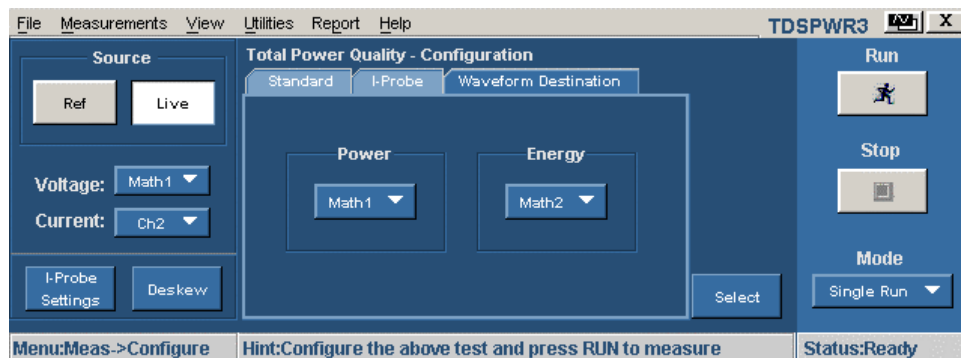 File Measurements View Utilities Report Help TDSPWR3 X
Source
Ref Live
Voltage: Math1
Current: Ch2
I-Probe
Settings
Deskew
Total Power Quality - Configuration
Standard I-Probe Waveform Destination
Power
Math1
Energy
Math2
Select
Run
Stop
Mode
Single Run
Menu:Meas->Configure Hint:Configure the above test and press RUN to measure Status:Ready